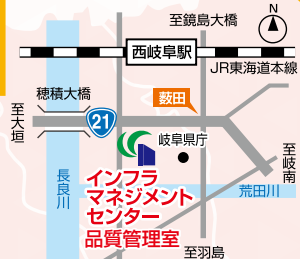 至鏡島大橋
N
西岐阜駅
JR東海道本線
穂積大橋
薮田
至大垣
21
岐阜県庁
至岐南
長良川
インフラ
マネジメント
センター
品質管理室
荒田川
至羽島